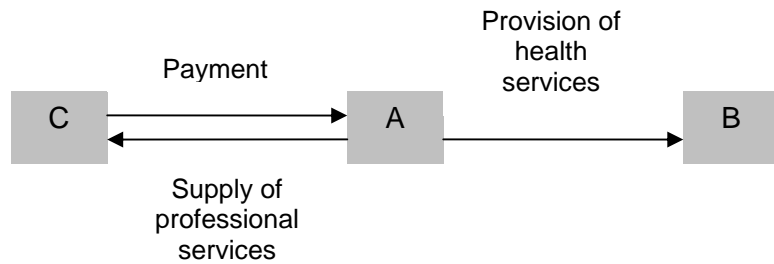 Provision of
health
services
Payment
C
A
B
Supply of
professional
services